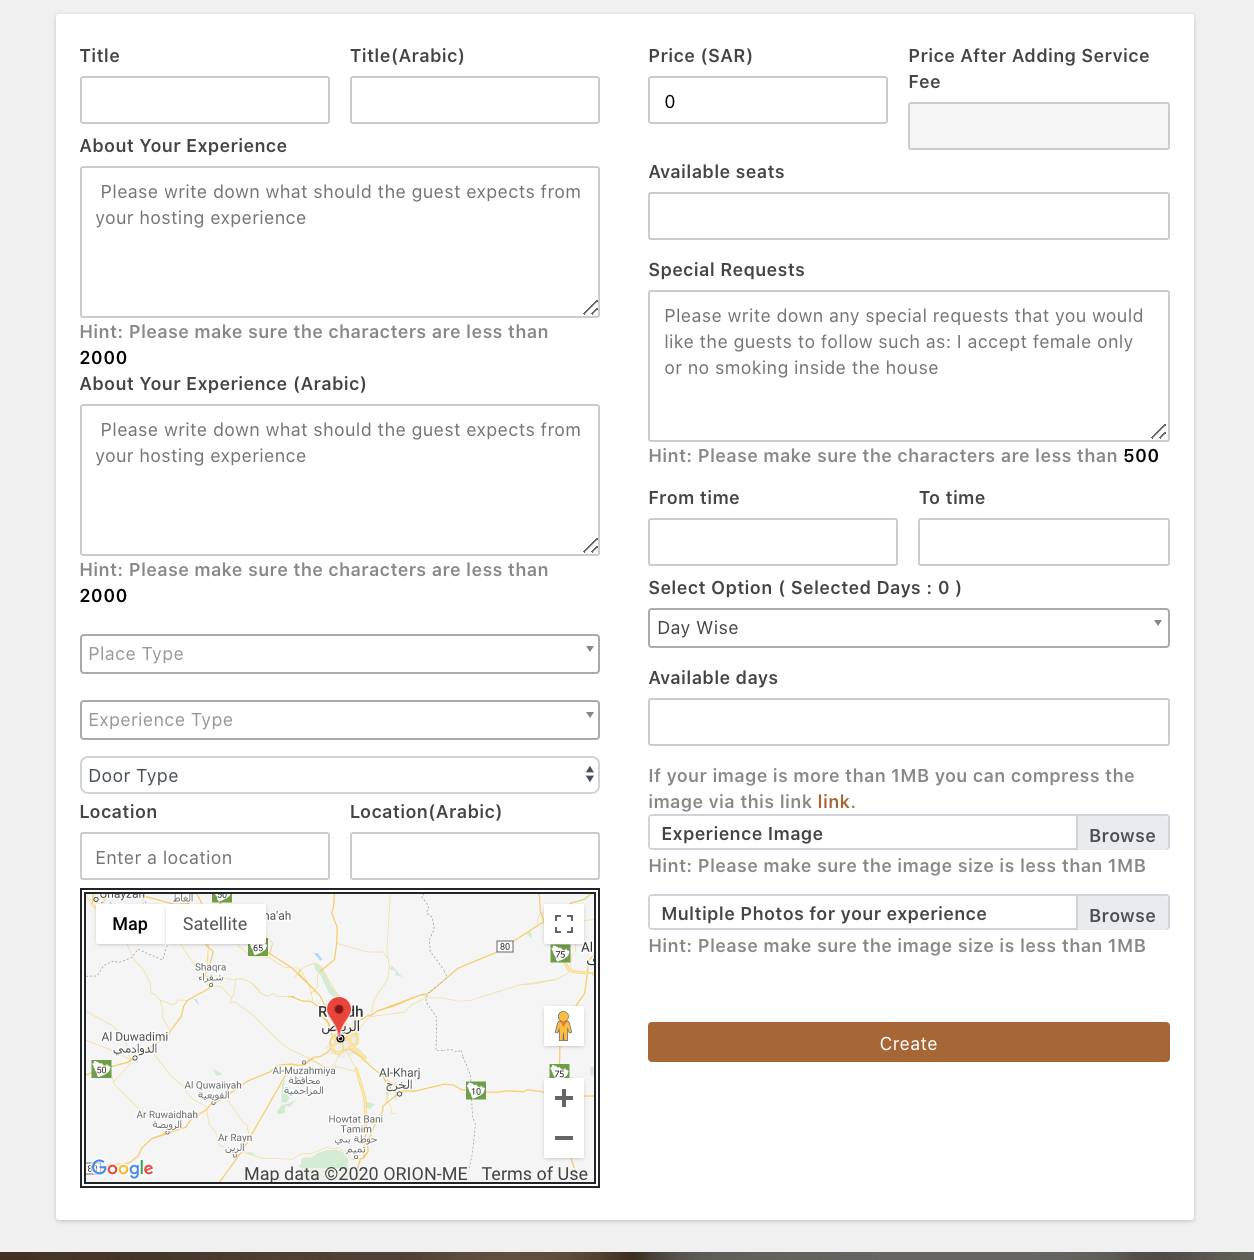 Title
Title(Arabic)
About Your Experience
Please write down what should the guest expects from
your hosting experience
Hint: Please make sure the characters are less than
2000
About Your Experience (Arabic)
Please write down what should the guest expects from
your hosting experience
Hint: Please make sure the characters are less than
2000
Place Type
Experience Type
Door Type
Location
Location(Arabic)
Enter a location
Map
Satellite
80
65
75
Shaqra
شقراء
الرياض
Al Duwadimi
الدوادمي
50
Al-Muzahmiya
محافظة
المزاحمية
Al-Kharj
الخرج
75
10
Al Quwaiivah
القويعية
Ar Ruwaidhah
الرويضة
Ar Rayn
الرين
Howtat Bani
Tamim
حوطة بني
تميم
Google
Map data ©2020 ORION-ME
Terms of Use
Price (SAR)
Price After Adding Service
Fee
0
Available seats
Special Requests
Please write down any special requests that you would
like the guests to follow such as: I accept female only
or no smoking inside the house
Hint: Please make sure the characters are less than 500
From time
To time
Select Option ( Selected Days : 0 )
Day Wise
Available days
If your image is more than 1MB you can compress the
image via this link link.
Experience Image
Browse
Hint: Please make sure the image size is less than 1MB
Multiple Photos for your experience
Browse
Hint: Please make sure the image size is less than 1MB
Create